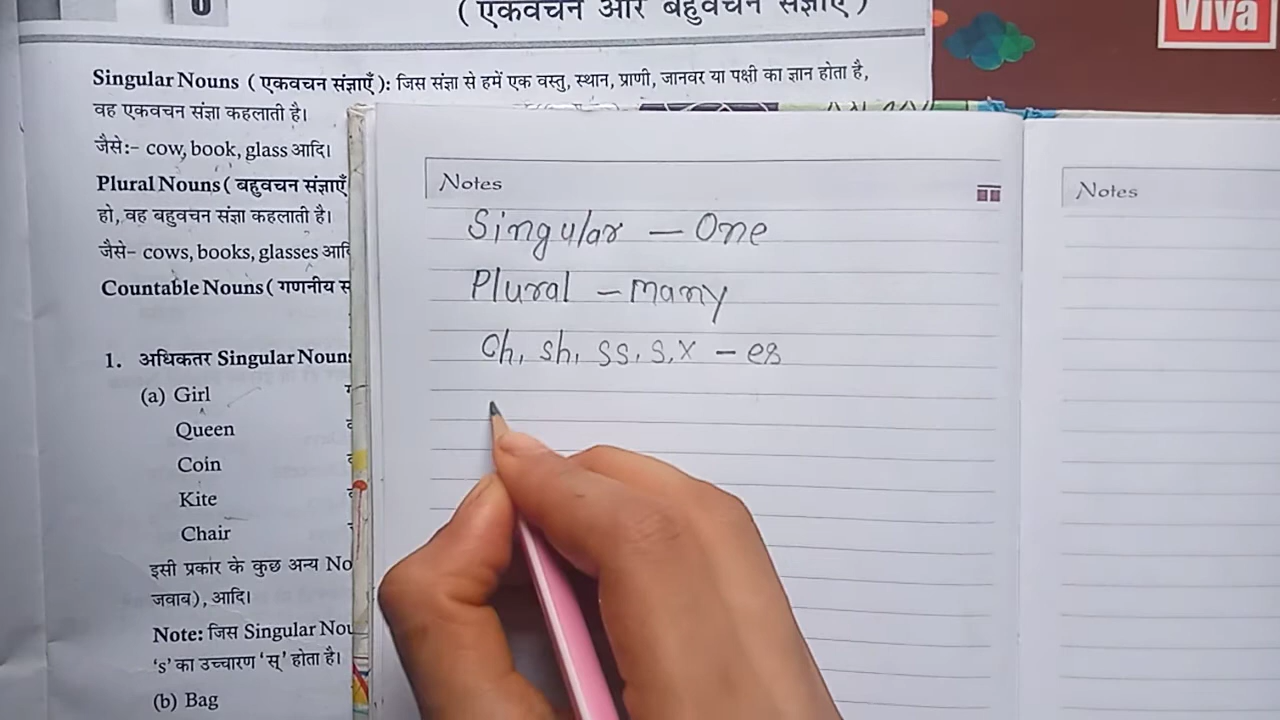 6
(एकवचन और बहुवचन संज्ञाएँ)
Viva
Singular Nouns ( एकवचन संज्ञाएँ ): जिस संज्ञा से हमें एक वस्तु, स्थान, प्राणी, जानवर या पक्षी का ज्ञान होता है,
वह एकवचन संज्ञा कहलाती है।
जैसे:- cow, book, glass आदि।
Plural Nouns ( बहुवचन संज्ञाएँ
हो, वह बहुवचन संज्ञा कहलाती है।
जैसे- cows, books, glasses
Countable Nouns ( गणनीय
1. अधिकतर Singular Nouns
(a) Girl
Queen
Coin
Kite
Chair
इसी प्रकार के कुछ अन्य
जवाब), आदि।
Note: जिस Singular
's' का उच्चारण 'स्' होता है।
(b) Bag
Notes
Singular – One
Plural – many
Ch, sh, ss, s, x – es
Notes